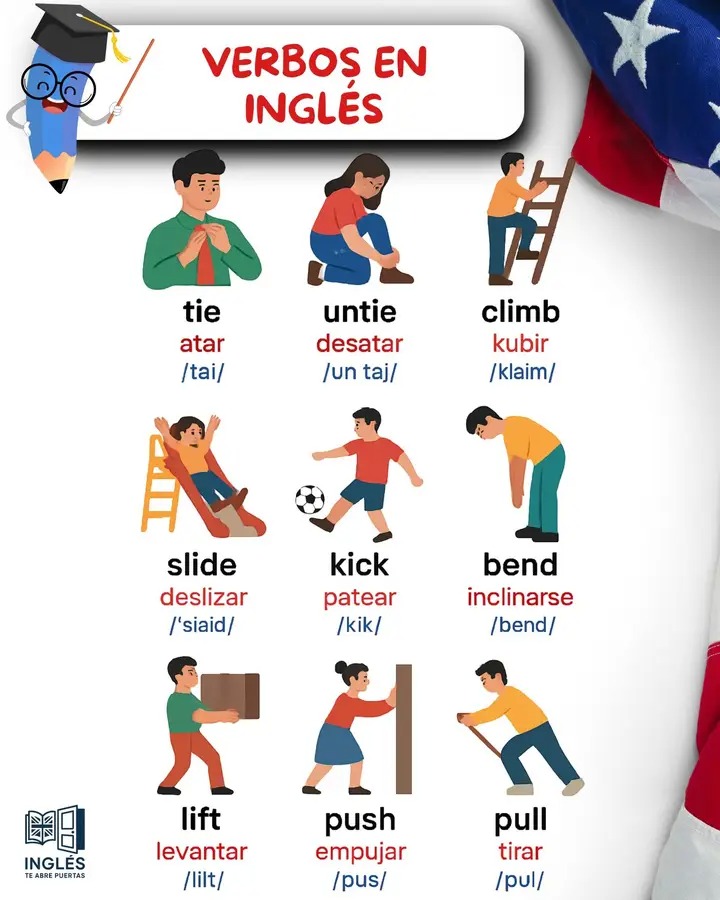 VERBOS EN
INGLÉS
tie
atar
/tai/
untie
desatar
/un taj/
climb
kubir
/klaim/
slide
deslizar
/'siaid/
kick
patear
/kik/
bend
inclinarse
/bend/
lift
levantar
/lilt/
push
empujar
/pus/
pull
tirar
/pul/
INGLÉS
TE ABRE PUERTAS